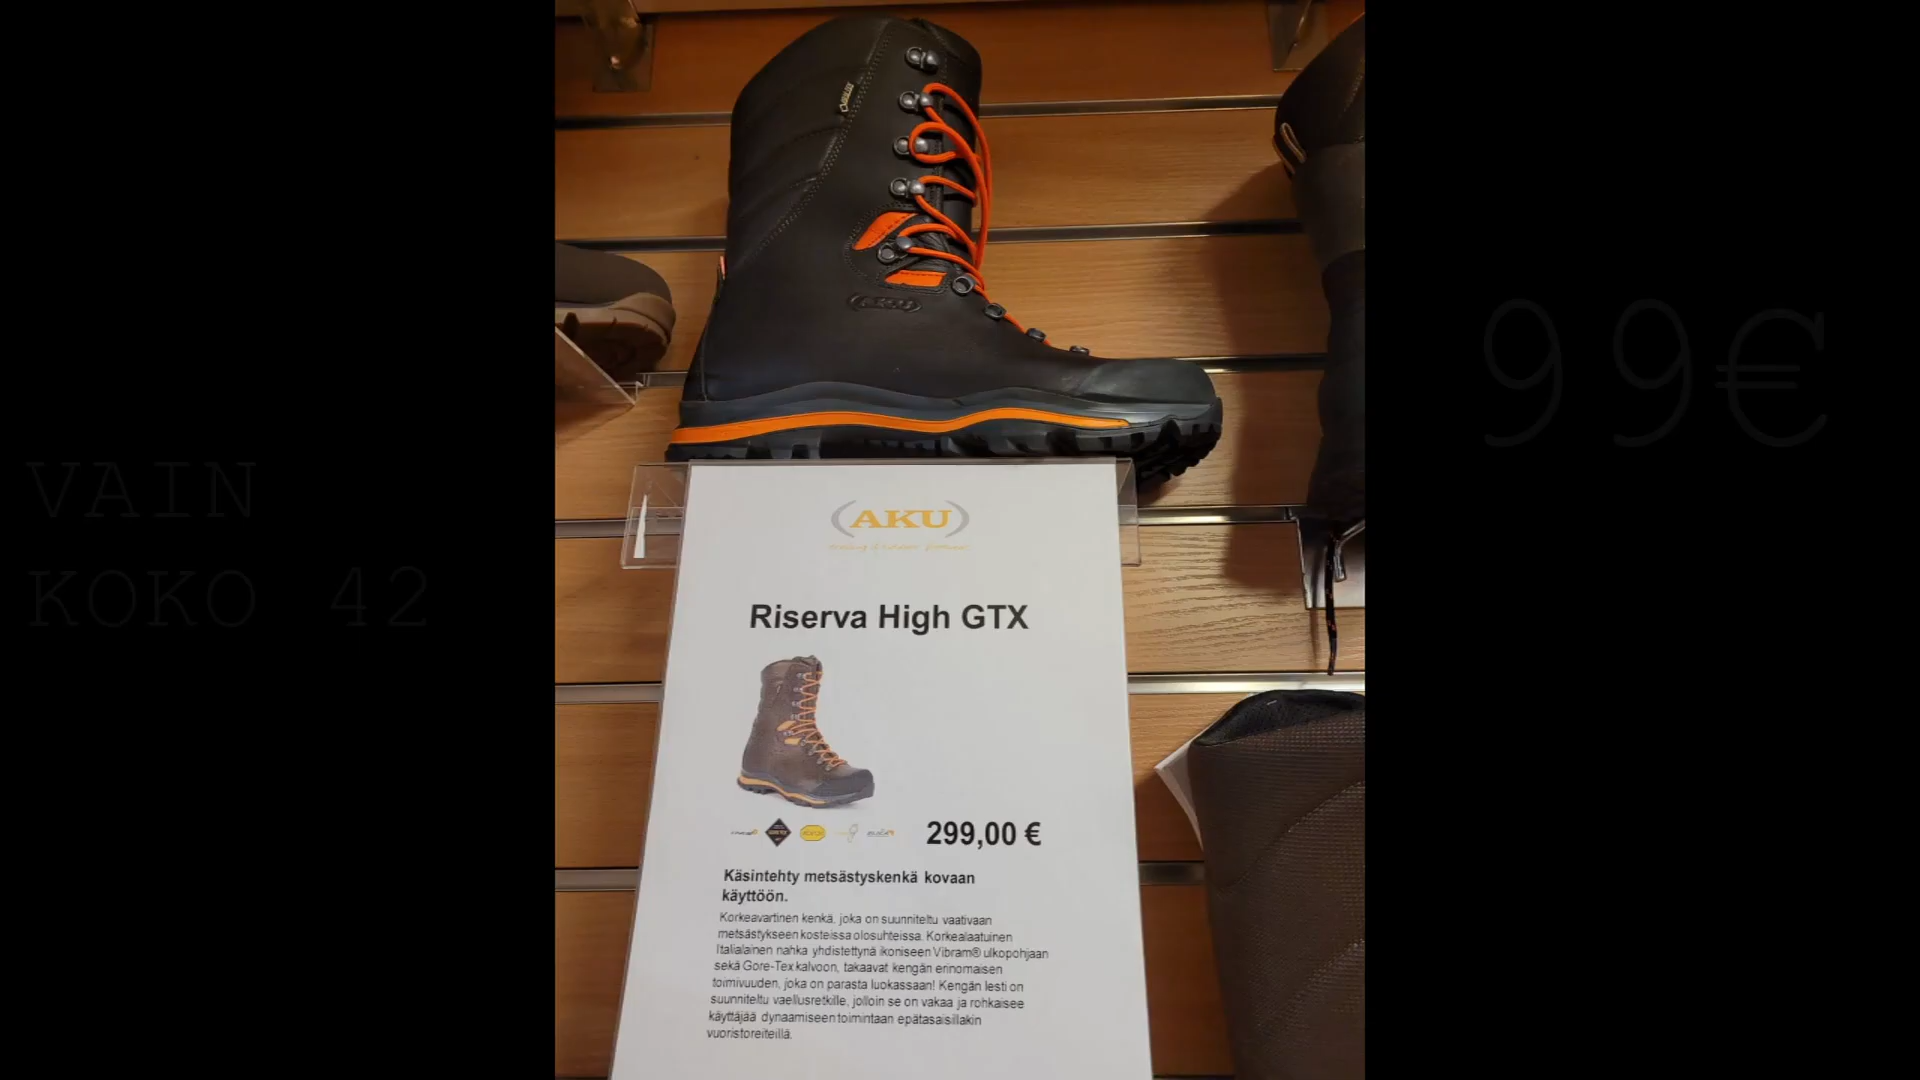 VAIN
KOKO 42
99€
AKU
AKU
Riserva High GTX
299,00 €
Käsintehty metsästyskenkä kovaan
käyttöön.
Korkeavartinen kenkä, joka on suunniteltu vaativaan
metsästykseen kosteissa olosuhteissa. Korkealaatuinen
Italialainen nahka yhdistettynä ikoniseen Vibram® ulkopohjaan
sekä Gore-Tex kalvoon, takaavat kengän erinomaisen
toimivuuden, joka on parasta luokassaan! Kengän lesti on
suunniteltu vaellusretkille, jolloin se on vakaa ja rohkaisee
käyttäjää dynaamiseen toimintaan epätasaisillakin
vuoristoreiteillä.